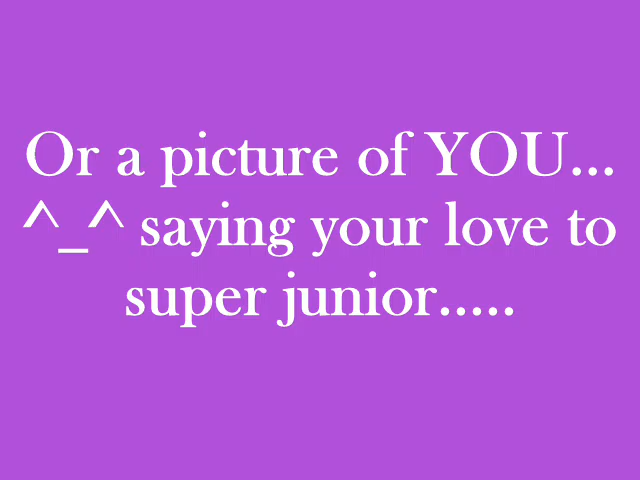 Or a picture of YOU...
^_^ saying your love to
super junior.....